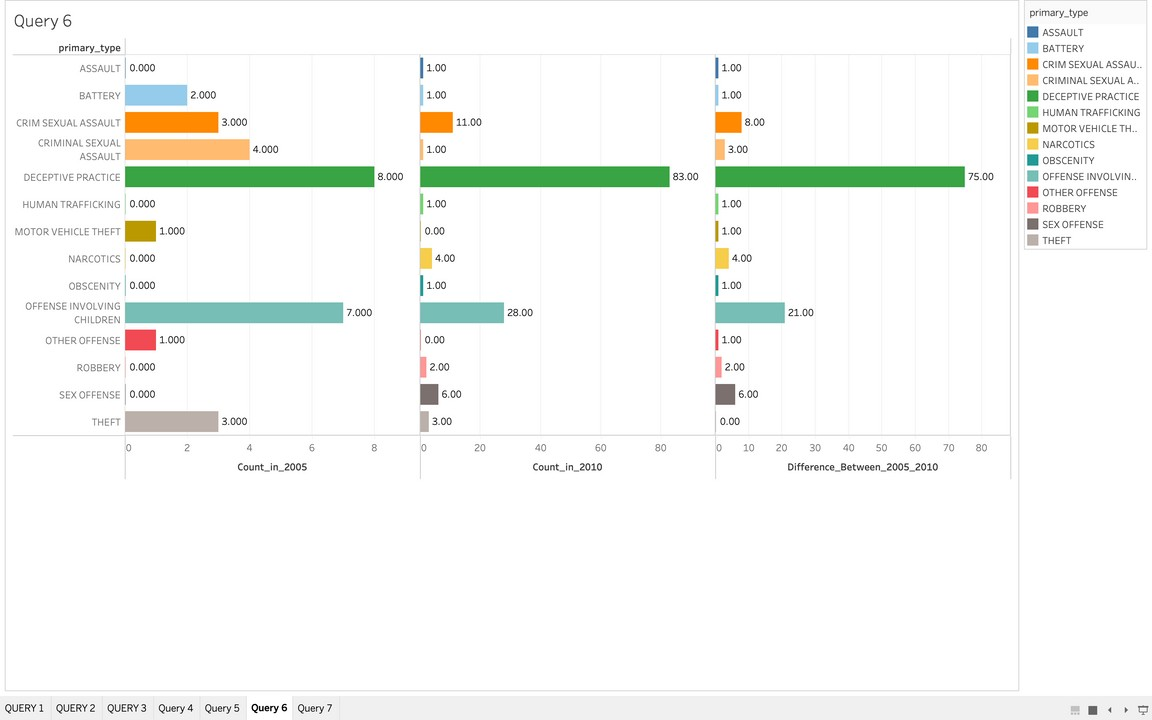 Query 6
primary_type
ASSAULT 0.000 1.00 1.00
BATTERY 2.000 1.00 1.00
CRIM SEXUAL ASSAULT 3.000 11.00 8.00
CRIMINAL SEXUAL
ASSAULT 4.000 1.00 3.00
DECEPTIVE PRACTICE 8.000 83.00 75.00
HUMAN TRAFFICKING 0.000 1.00 1.00
MOTOR VEHICLE THEFT 1.000 0.00 1.00
NARCOTICS 0.000 4.00 4.00
OBSCENITY 0.000 1.00 1.00
OFFENSE INVOLVING
CHILDREN 7.000 28.00 21.00
OTHER OFFENSE 1.000 0.00 1.00
ROBBERY 0.000 2.00 2.00
SEX OFFENSE 0.000 6.00 6.00
THEFT 3.000 3.00 0.00
0 2 4 6 8 0 20 40 60 80 0 10 20 30 40 50 60 70 80
Count_in_2005 Count_in_2010 Difference_Between_2005_2010
primary_type
ASSAULT
BATTERY
CRIM SEXUAL ASSAU..
CRIMINAL SEXUAL A..
DECEPTIVE PRACTICE
HUMAN TRAFFICKING
MOTOR VEHICLE TH..
NARCOTICS
OBSCENITY
OFFENSE INVOLVIN..
OTHER OFFENSE
ROBBERY
SEX OFFENSE
THEFT
QUERY 1 QUERY 2 QUERY 3 Query 4 Query 5 Query 6 Query 7